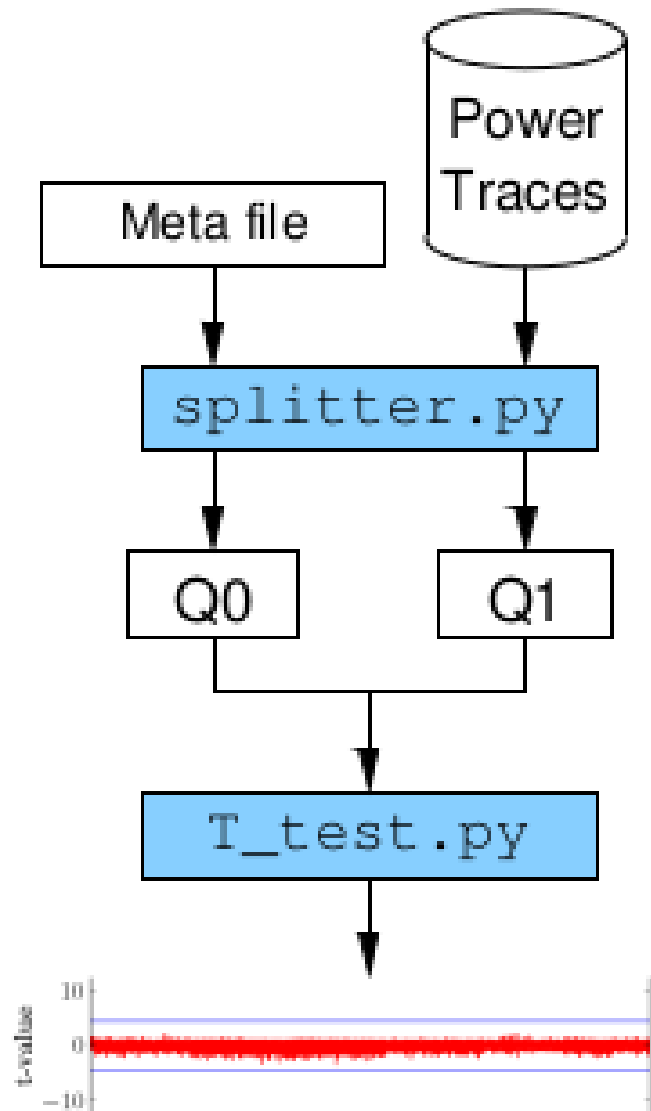 Power
Traces
Meta file
splitter.py
Q0
Q1
T_test.py
t-value
10
0
−10